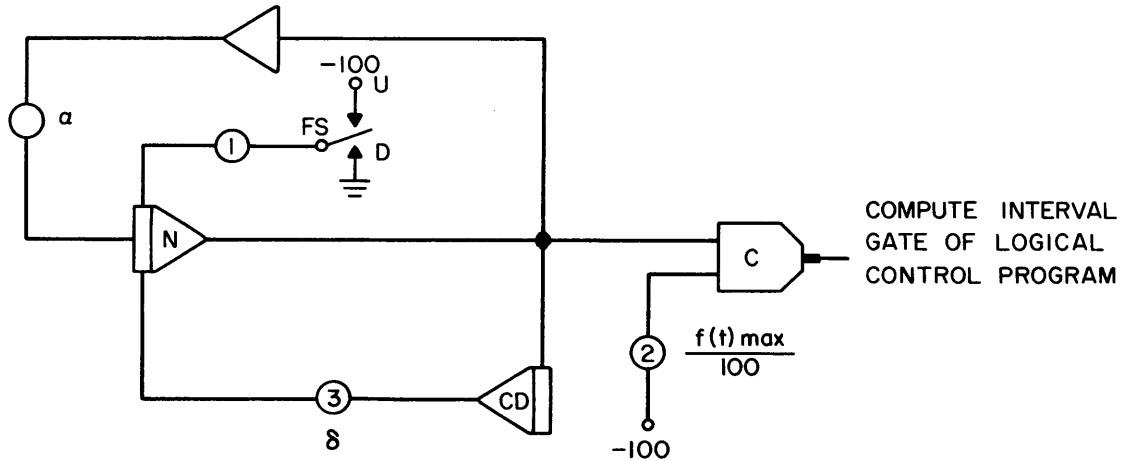 -100
U
α
FS
1
D
N
COMPUTE INTERVAL
GATE OF LOGICAL
CONTROL PROGRAM
C
2
f(t) max
100
3
CD
δ
-100